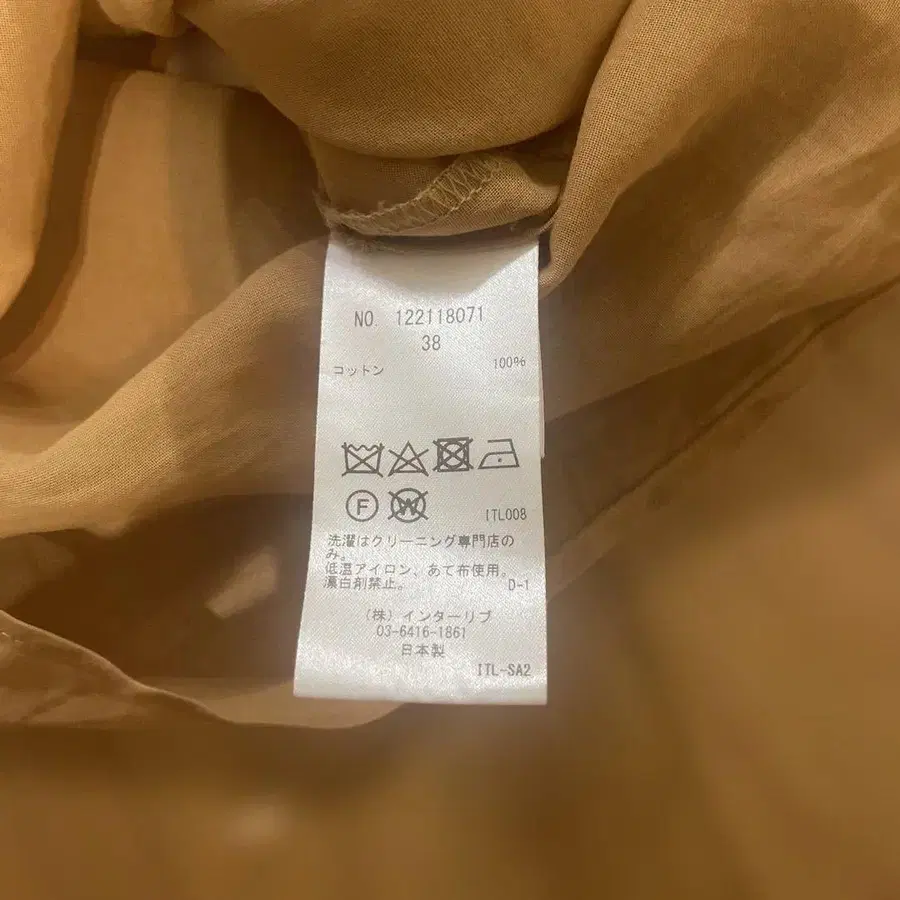 NO. 122118071
38
コットン 100%
F W
ITL008
洗濯はクリーニング専門店の
み。
低温アイロン、あて布使用。
漂白剤禁止。 D-1
(株)インターリブ
03-6416-1861
日本製
ITL-SA2